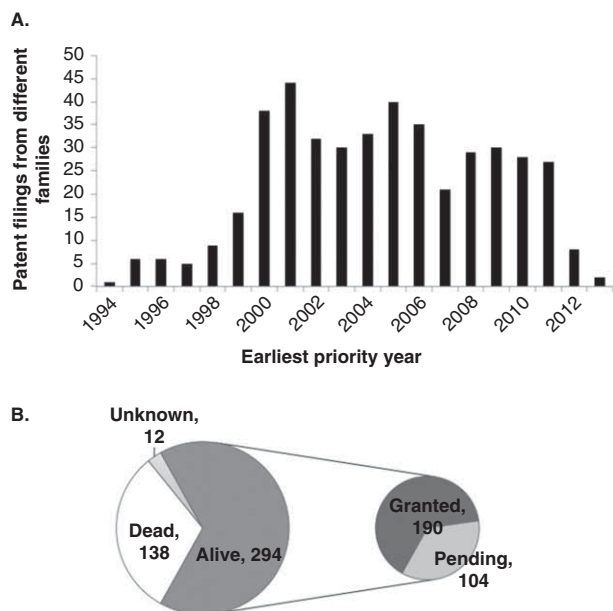 A.
Patent filings from different
families
50
45
40
35
30
25
20
15
10
5
0
1994
1996
1998
2000
2002
2004
2006
2008
2010
2012
Earliest priority year
B.
Unknown,
12
Dead,
138
Alive, 294
Granted,
190
Pending,
104